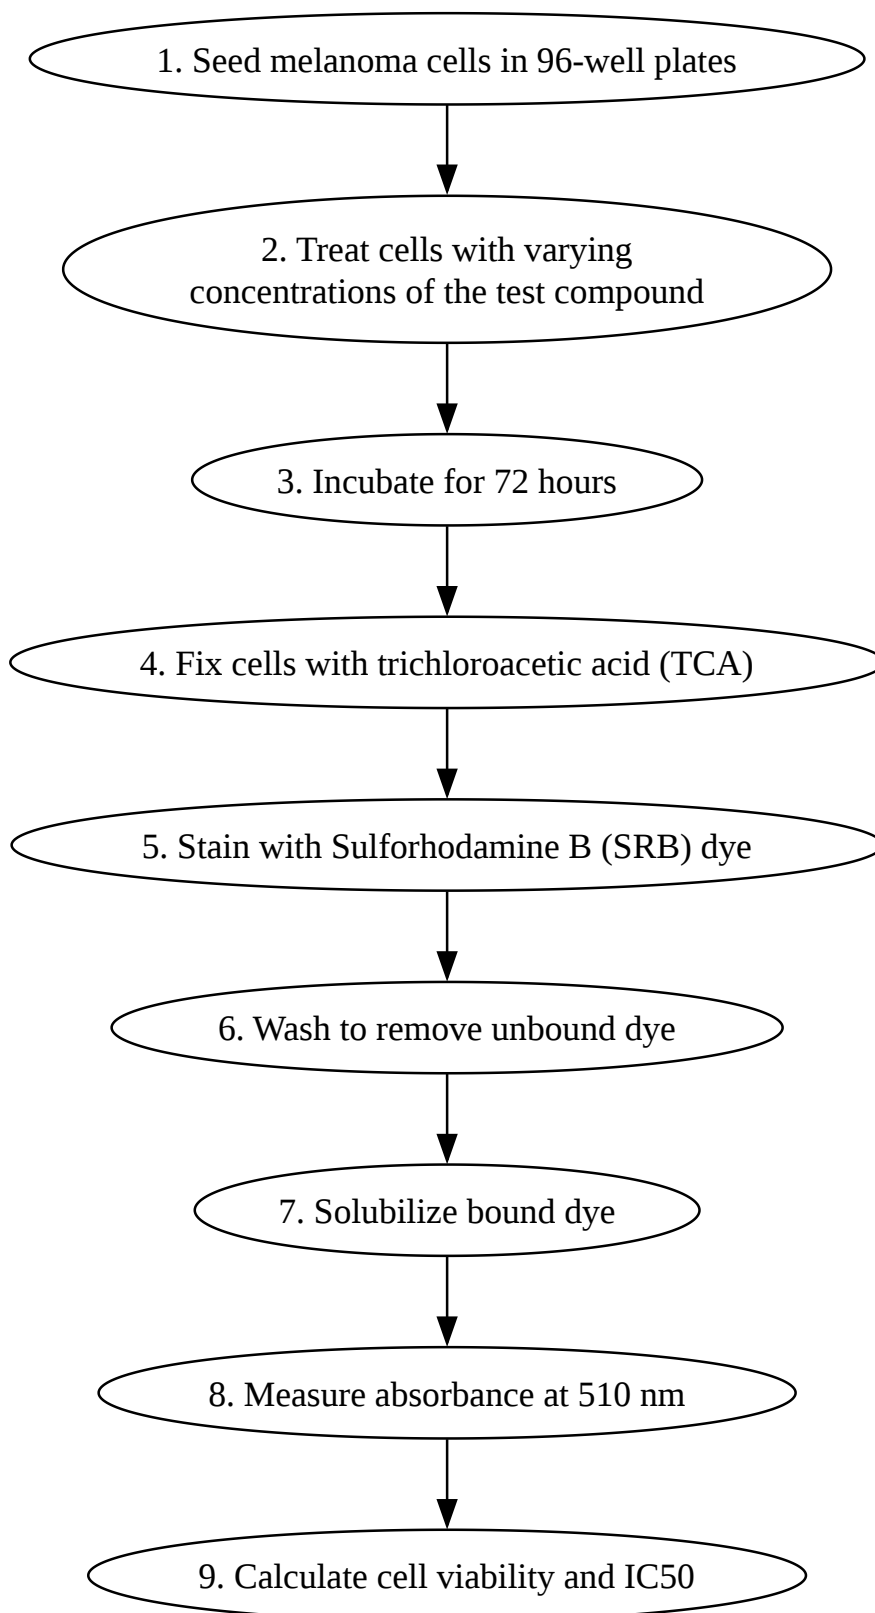 1. Seed melanoma cells in 96-well plates
2. Treat cells with varying
concentrations of the test compound
3. Incubate for 72 hours
4. Fix cells with trichloroacetic acid (TCA)
5. Stain with Sulforhodamine B (SRB) dye
6. Wash to remove unbound dye
7. Solubilize bound dye
8. Measure absorbance at 510 nm
9. Calculate cell viability and IC50